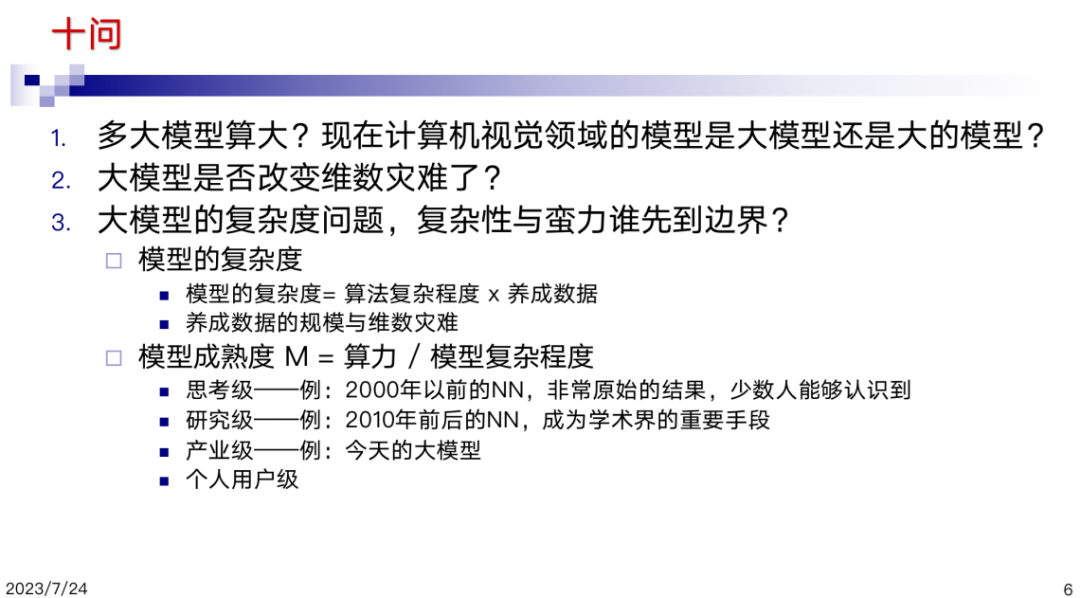 十问
1. 多大模型算大？现在计算机视觉领域的模型是大模型还是大的模型？
2. 大模型是否改变维数灾难了？
3. 大模型的复杂度问题，复杂性与蛮力谁先到边界？
模型的复杂度
模型的复杂度= 算法复杂程度 x 养成数据
养成数据的规模与维数灾难
模型成熟度 M = 算力 / 模型复杂程度
思考级——例：2000年以前的NN，非常原始的结果，少数人能够认识到
研究级——例：2010年前后的NN，成为学术界的重要手段
产业级——例：今天的大模型
个人用户级
2023/7/24
6